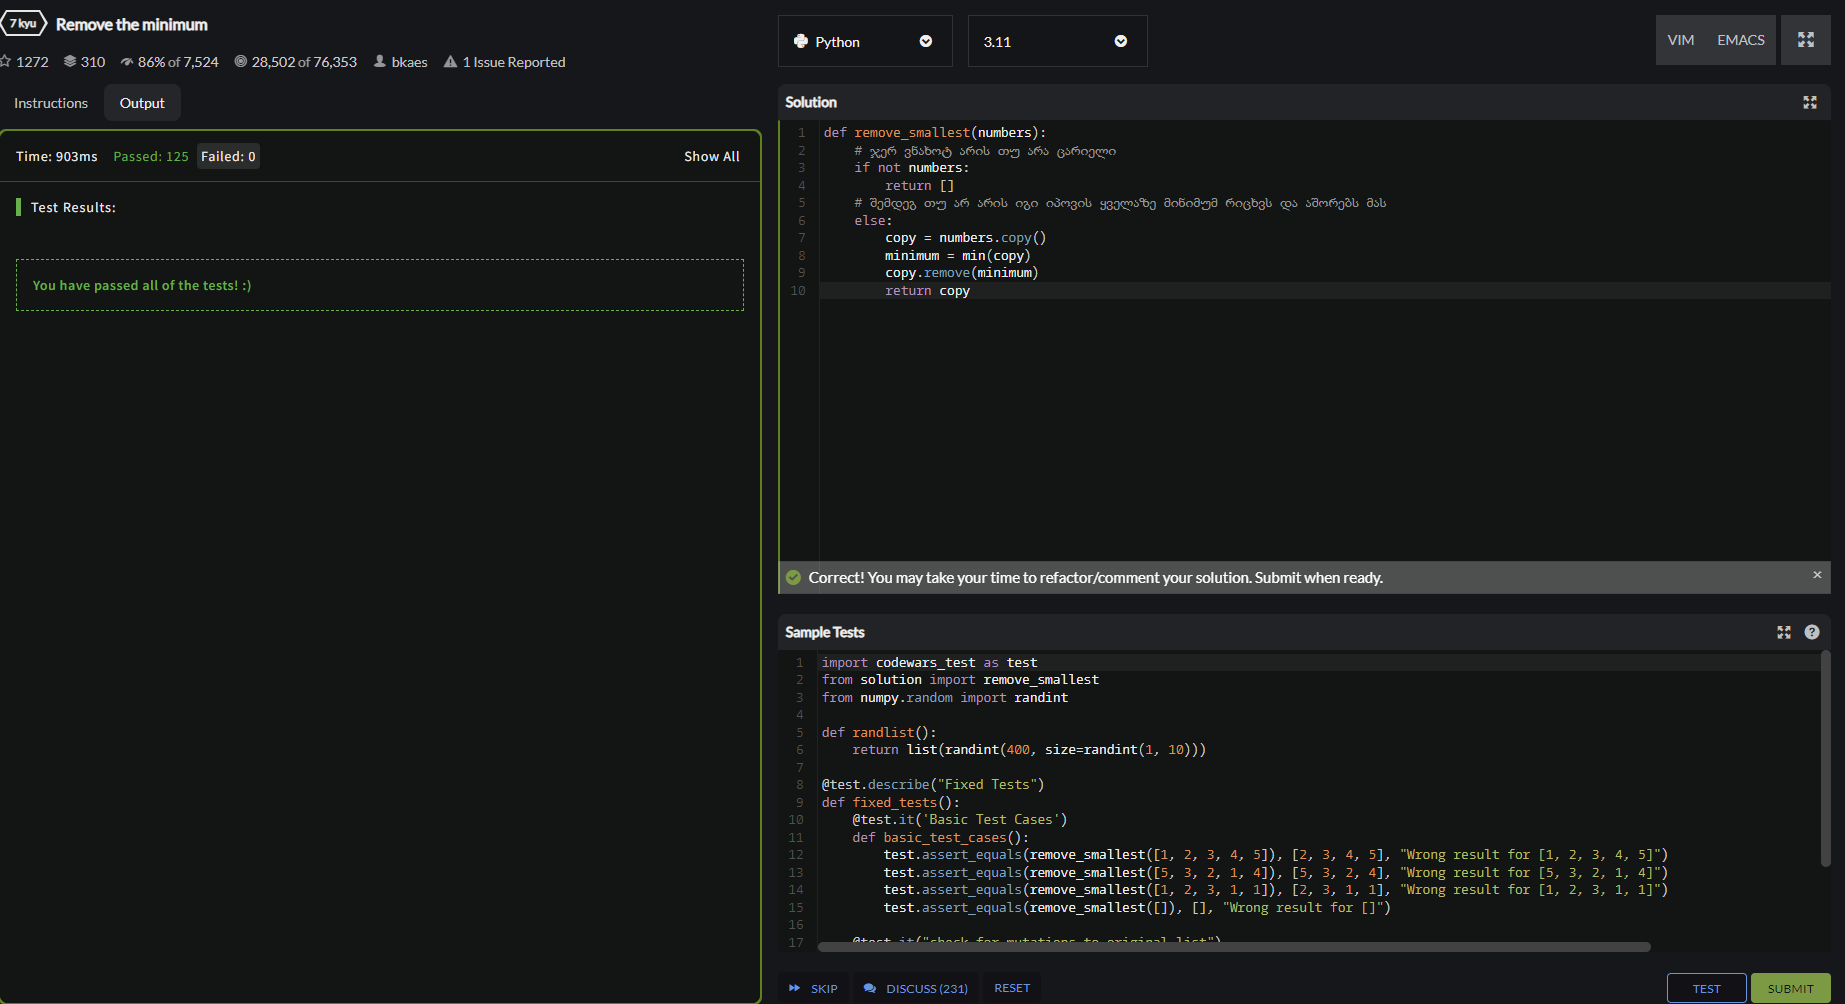 7 kyu Remove the minimum
1272 310 86% of 7,524 28,502 of 76,353 bkaes 1 Issue Reported
Instructions Output
Time: 903ms Passed: 125 Failed: 0 Show All
Test Results:
You have passed all of the tests! :)
Python 3.11 VIM EMACS
Solution
1 def remove_smallest(numbers):
2 # ჯერ ვნახოტ არის თუ არა ცარიელი
3 if not numbers:
4 return []
5 # შემდეგ თუ არ არის იგი იპოვის ყველაზე მინიმუმ რიცხვს და აშორებს მას
6 else:
7 copy = numbers.copy()
8 minimum = min(copy)
9 copy.remove(minimum)
10 return copy
Correct! You may take your time to refactor/comment your solution. Submit when ready. ×
Sample Tests
1 import codewars_test as test
2 from solution import remove_smallest
3 from numpy.random import randint
4
5 def randlist():
6 return list(randint(400, size=randint(1, 10)))
7
8 @test.describe("Fixed Tests")
9 def fixed_tests():
10 @test.it('Basic Test Cases')
11 def basic_test_cases():
12 test.assert_equals(remove_smallest([1, 2, 3, 4, 5]), [2, 3, 4, 5], "Wrong result for [1, 2, 3, 4, 5]")
13 test.assert_equals(remove_smallest([5, 3, 2, 1, 4]), [5, 3, 2, 4], "Wrong result for [5, 3, 2, 1, 4]")
14 test.assert_equals(remove_smallest([1, 2, 3, 1, 1]), [2, 3, 1, 1], "Wrong result for [1, 2, 3, 1, 1]")
15 test.assert_equals(remove_smallest([]), [], "Wrong result for []")
16
17 @test.it("check for mutations to original list")
SKIP DISCUSS (231) RESET TEST SUBMIT